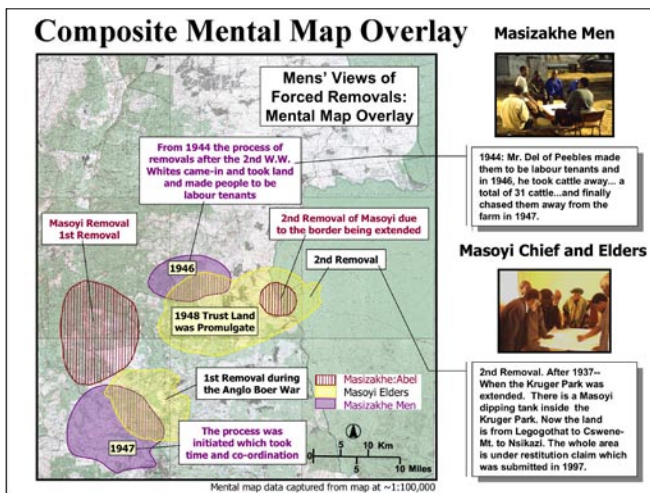 Composite Mental Map Overlay
Mens' Views of
Forced Removals:
Mental Map Overlay
From 1944 the process of
removals after the 2nd W.W.
Whites came-in and took land
and made people to be
labour tenants
Masoyi Removal
1st Removal
2nd Removal of Masoyi due
to the border being extended
2nd Removal
1946
1948 Trust Land
was Promulgate
1st Removal during
the Anglo Boer War
1947
The process was
initiated which took
time and co-ordination
Masizakhe:Abel
Masoyi Elders
Masizakhe Men
5 10 Km
5 10 Miles
Mental map data captured from map at ~1:100,000
Masizakhe Men
1944: Mr. Del of Peebles made
them to be labour tenants and
in 1946, he took cattle away... a
total of 31 cattle...and finally
chased them away from the
farm in 1947.
Masoyi Chief and Elders
2nd Removal. After 1937--
When the Kruger Park was
extended. There is a Masoyi
dipping tank inside the
Kruger Park. Now the land
is from Legogothat to Cswene-
Mt. to Nsikazi. The whole area
is under restitution claim which
was submitted in 1997.